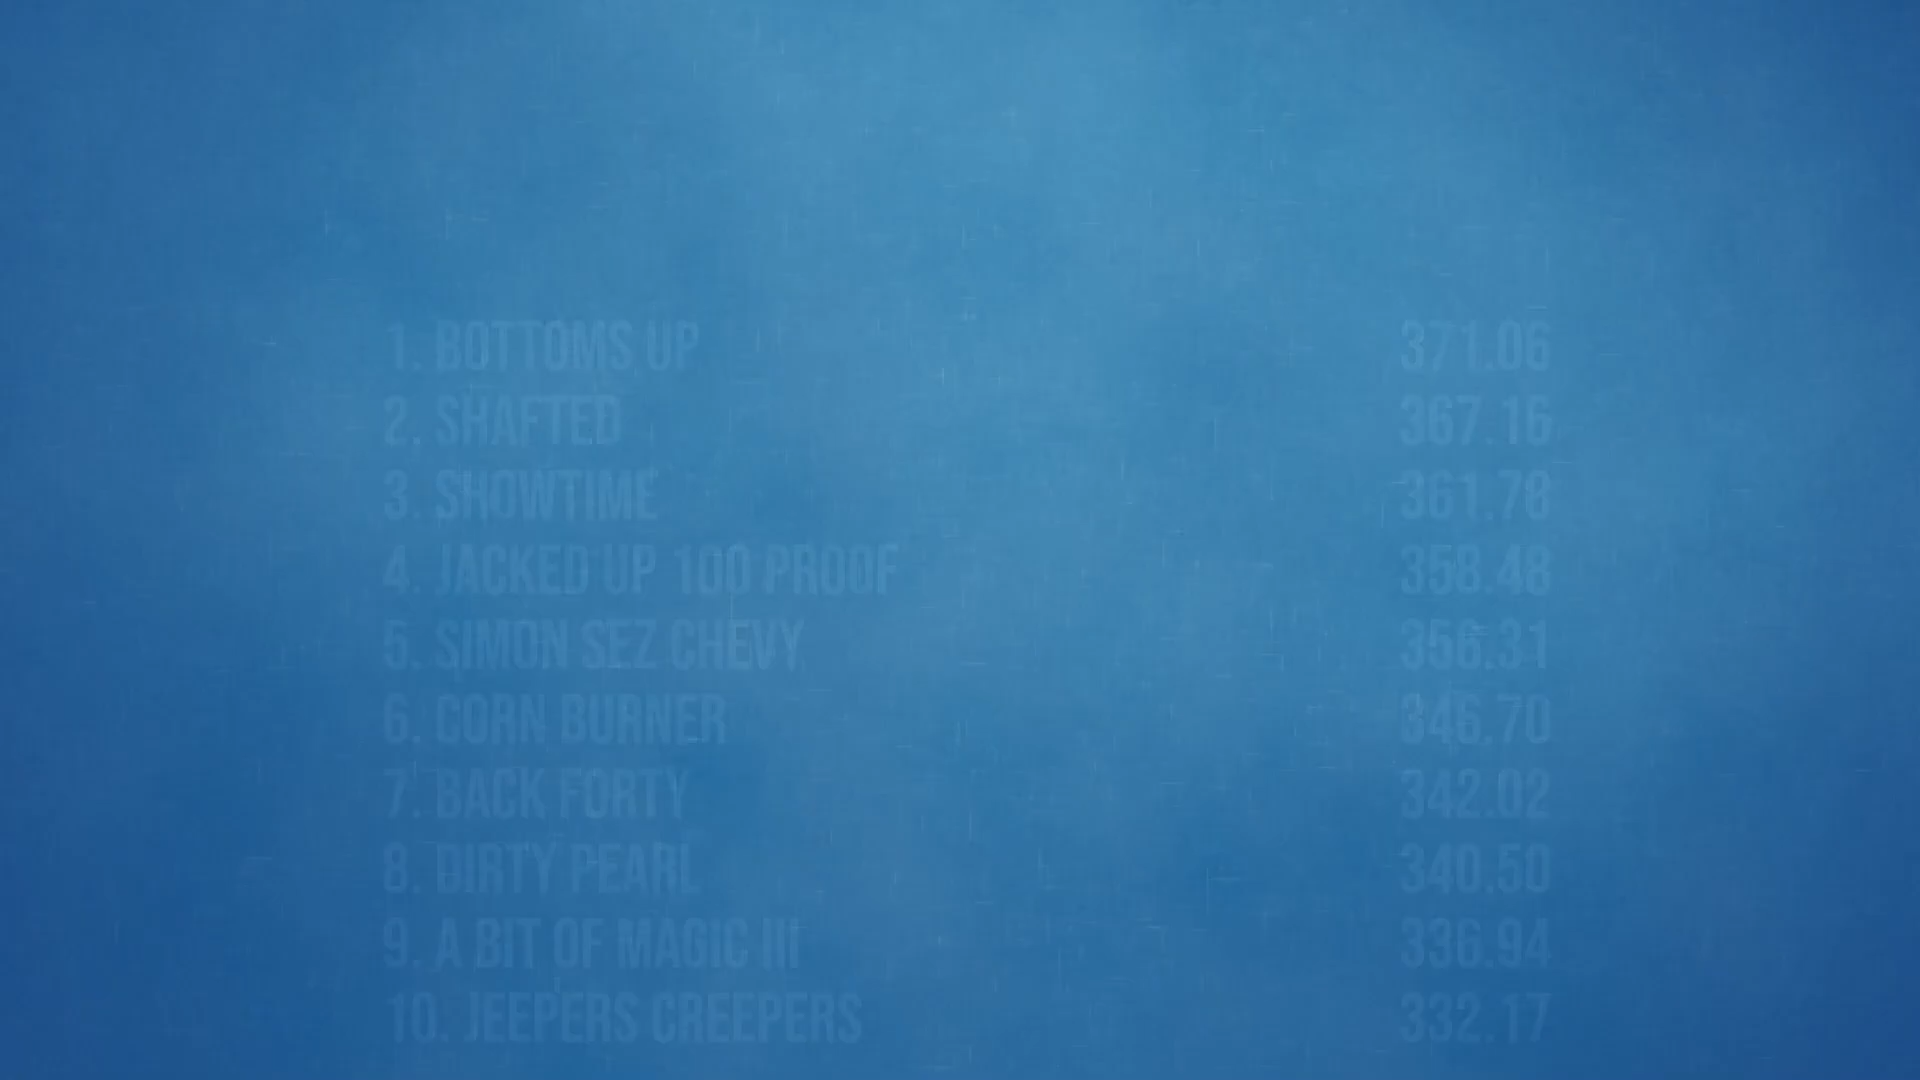 1. BOTTOMS UP 371.06
2. SHAFTED 367.16
3. SHOWTIME 361.78
4. JACKED UP 100 PROOF 358.48
5. SIMON SEZ CHEVY 356.31
6. CORN BURNER 346.70
7. BACK FORTY 342.02
8. DIRTY PEARL 340.50
9. A BIT OF MAGIC III 336.94
10. JEEPERS CREEPERS 332.17